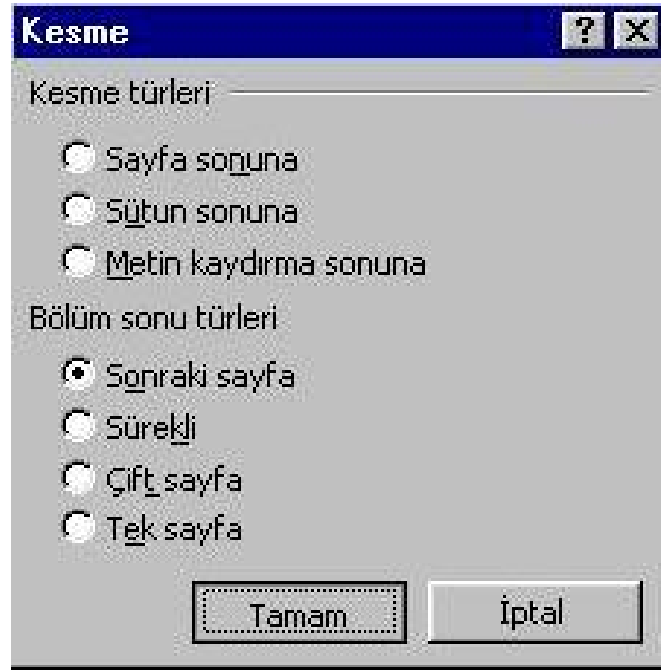 Kesme
Kesme türleri
Sayfa sonuna
Sütun sonuna
Metin kaydırma sonuna
Bölüm sonu türleri
Sonraki sayfa
Sürekli
Çift sayfa
Tek sayfa
Tamam İptal